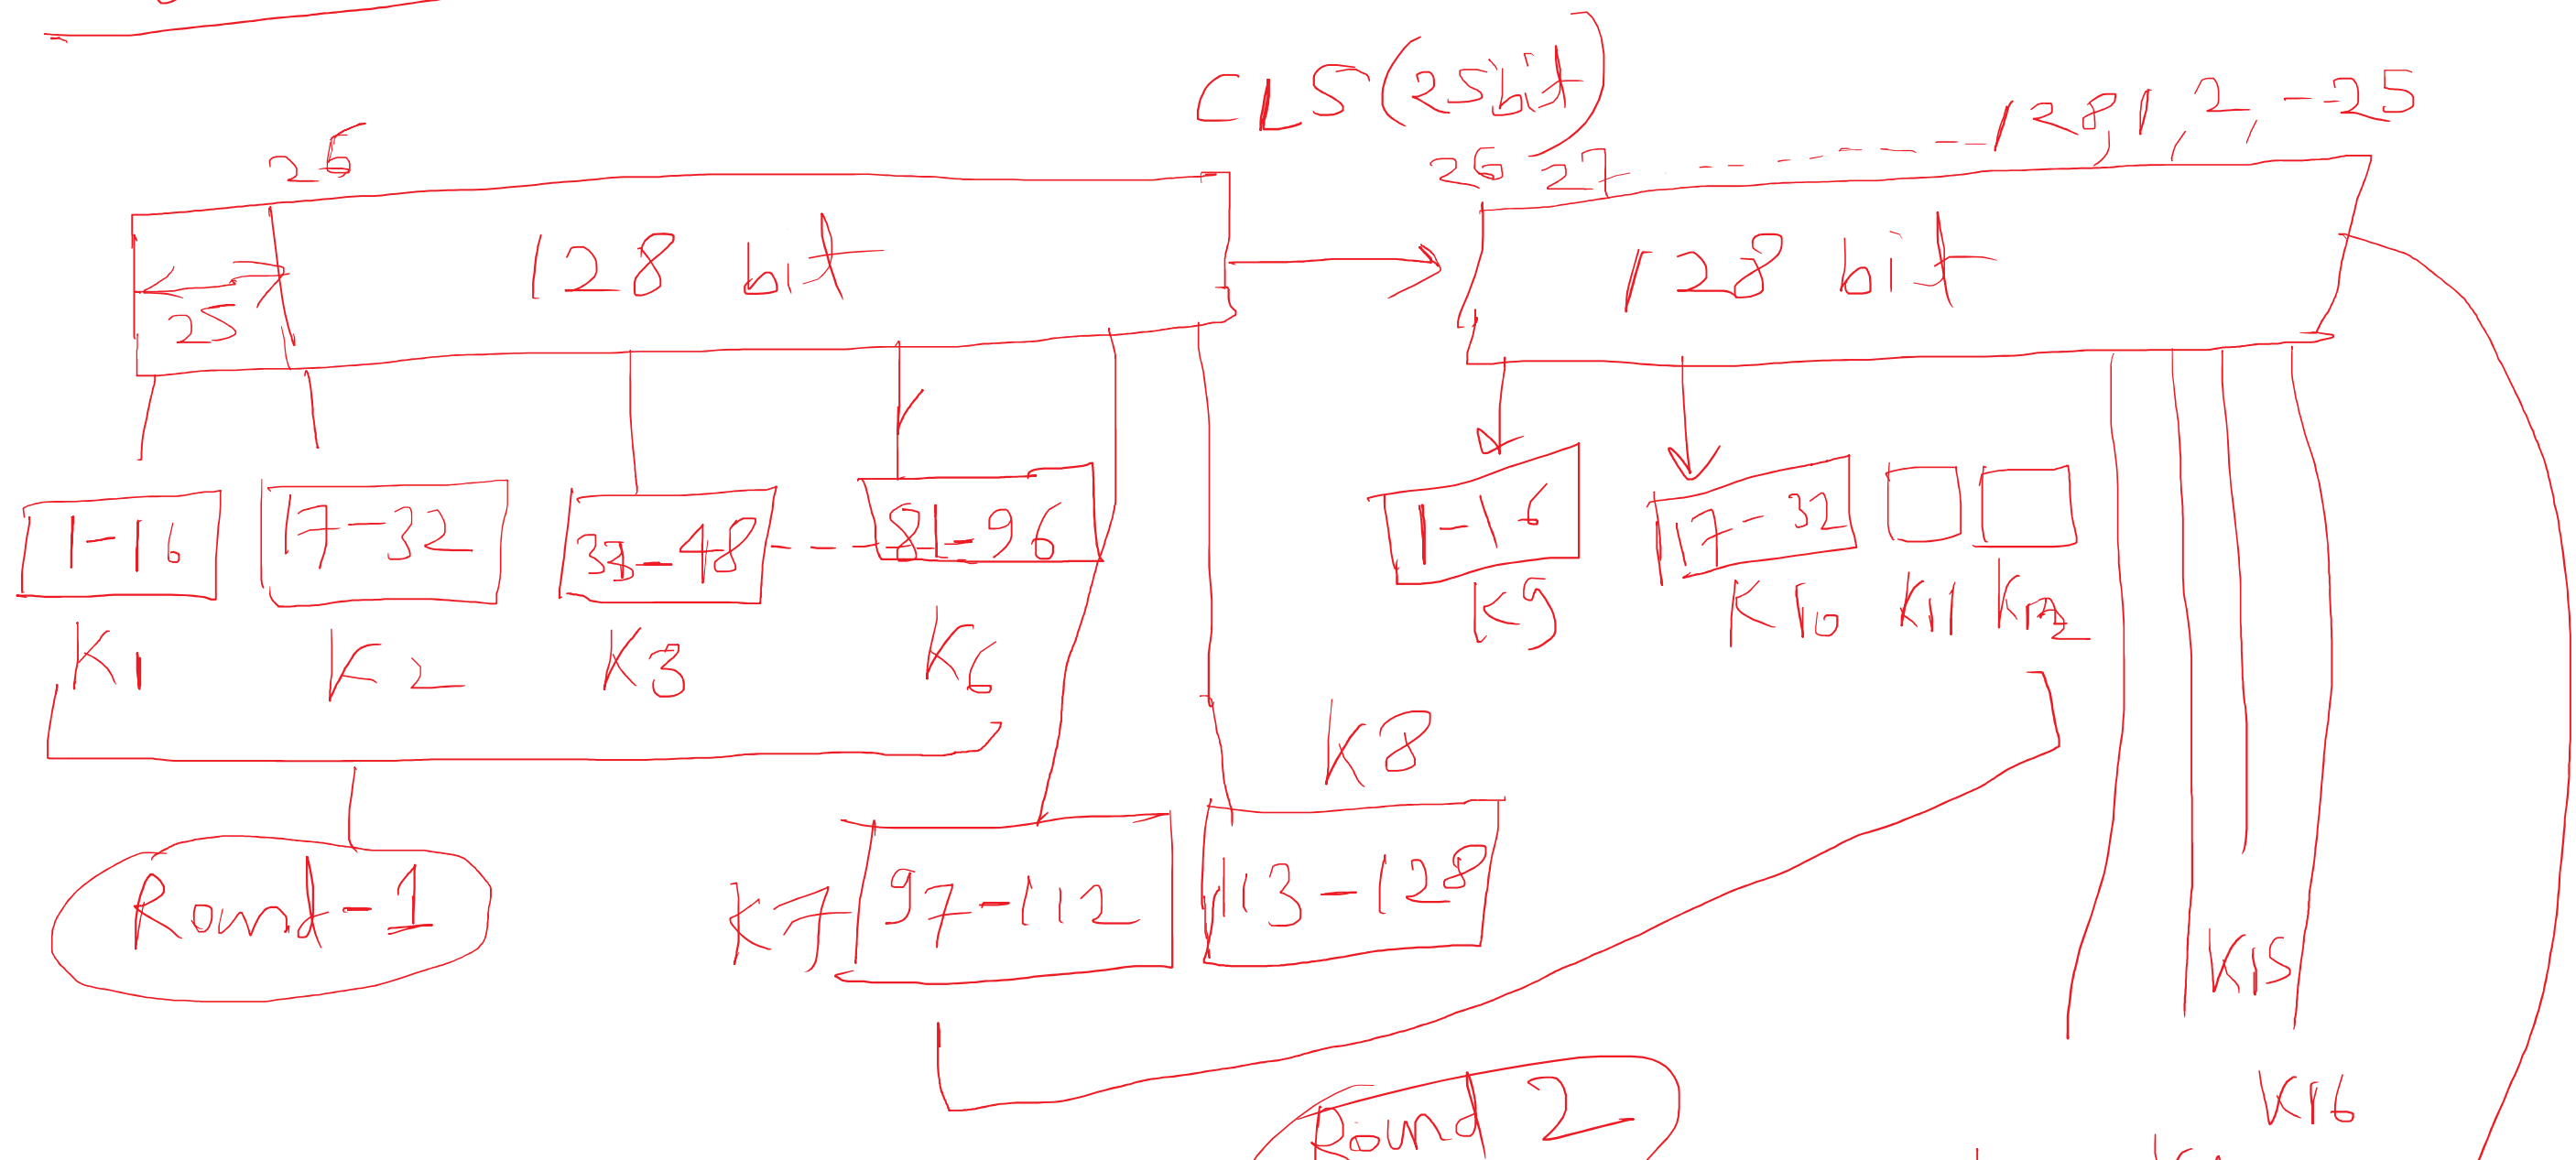 CLS (25bit)
26 27 ------- 128, 1, 2, --25
25
128 bit
128 bit
25
1-16
17-32
33-48 ----
81-96
1-16
17-32
K1
K2
K3
K6
K9
K10
K11
K12
K8
Round-1
K7
97-112
113-128
K15
K16
Round 2